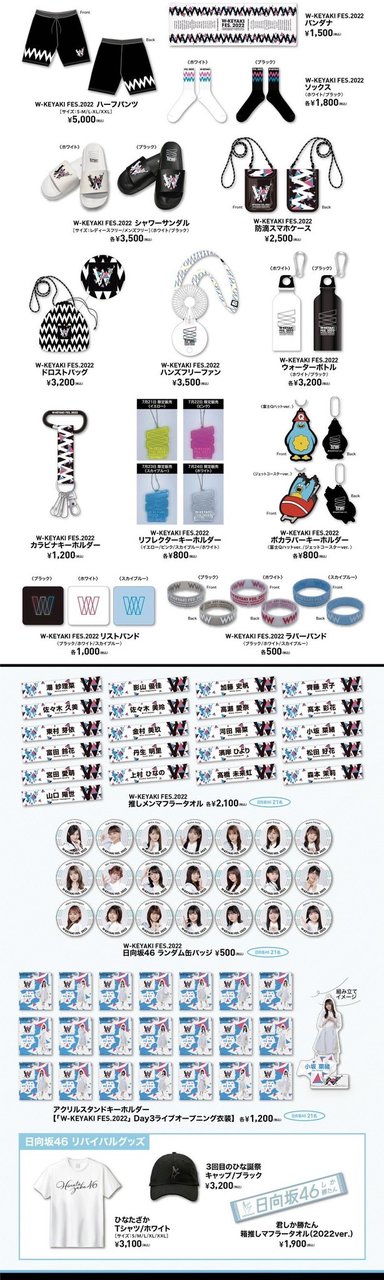 Front
Back
W-KEYAKI FES.2022 ハーフパンツ
[サイズ:S/M/L/XL/XXL]
¥5,000(税込)
W-KEYAKI FES.2022
バンダナ
¥1,500(税込)
(ホワイト)
(ブラック)
W-KEYAKI FES.2022
ソックス
(ホワイト/ブラック)
各¥1,800(税込)
(ホワイト)
(ブラック)
W-KEYAKI FES.2022 シャワーサンダル
[サイズ:レディースフリー/メンズフリー](ホワイト/ブラック)
各¥3,500(税込)
Front
Back
W-KEYAKI FES.2022
防滴スマホケース
¥2,500(税込)
W-KEYAKI FES.2022
ドロストバッグ
¥3,200(税込)
W-KEYAKI FES.2022
ハンズフリーファン
¥3,500(税込)
(ホワイト)
(ブラック)
W-KEYAKI FES.2022
ウォーターボトル
(ホワイト/ブラック)
各¥3,200(税込)
W-KEYAKI FES.2022
カラビナキーホルダー
¥1,200(税込)
7月21日 限定販売
(イエロー)
7月22日 限定販売
(ピンク)
7月23日 限定販売
(スカイブルー)
7月24日 限定販売
(ホワイト)
W-KEYAKI FES.2022
リフレクターキーホルダー
(イエロー/ピンク/スカイブルー/ホワイト)
各¥800(税込)
(富士Qハットver.)
Front
Back
(ジェットコースターver.)
Front
Back
W-KEYAKI FES.2022
ポカラバーキーホルダー
(富士Qハットver./ジェットコースターver.)
各¥800(税込)
(ブラック)
(ホワイト)
(スカイブルー)
W-KEYAKI FES.2022 リストバンド
(ブラック/ホワイト/スカイブルー)
各¥1,000(税込)
(ブラック)
(ホワイト)
(スカイブルー)
Front
Back
Back
W-KEYAKI FES.2022 ラバーバンド
(ブラック/ホワイト/スカイブルー)
各¥500(税込)
潮 紗理菜
影山 優佳
加藤 史帆
齊藤 京子
佐々木 久美
佐々木 美玲
高瀬 愛奈
高本 彩花
東村 芽依
金村 美玖
河田 陽菜
小坂 菜緒
富田 鈴花
丹生 明里
濱岸 ひより
松田 好花
宮田 愛萌
上村 ひなの
髙橋 未来虹
森本 茉莉
山口 陽世
W-KEYAKI FES.2022
推しメンマフラータオル 各¥2,100(税込)
日向坂46 21名
W-KEYAKI FES.2022
日向坂46 ランダム缶バッジ ¥500(税込)
日向坂46 21名
組み立て
イメージ
小坂 菜緒
アクリルスタンドキーホルダー
【「W-KEYAKI FES.2022」Day3ライブオープニング衣装】 各¥1,200(税込)
日向坂46 21名
日向坂46 リバイバルグッズ
Hinatazaka46
ひなたざか
Tシャツ/ホワイト
[サイズ:S/M/L/XL/XXL]
¥3,100(税込)
3回目のひな誕祭
キャップ/ブラック
¥3,200(税込)
日向坂46しか勝たん
君しか勝たん
箱推しマフラータオル(2022ver.)
¥1,900(税込)